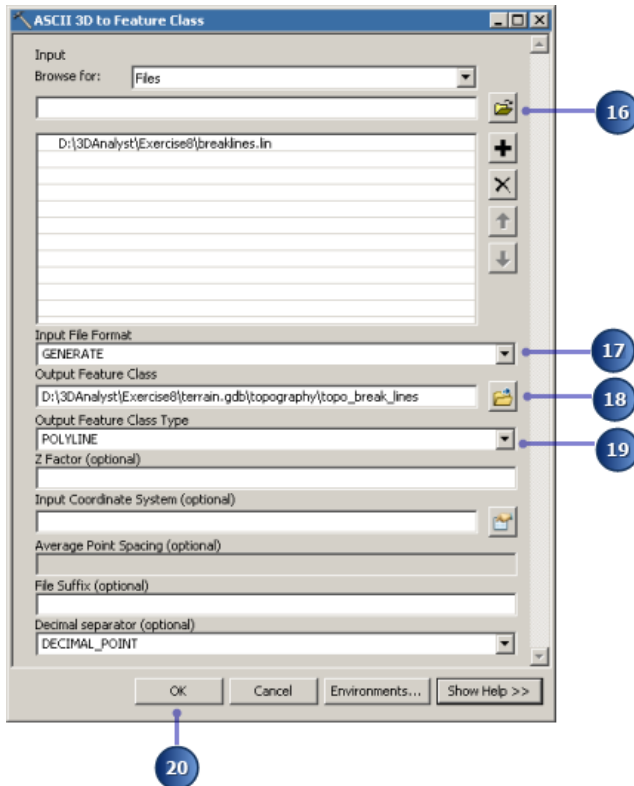 ASCII 3D to Feature Class
Input
Browse for: Files
16
D:\3DAnalyst\Exercise8\breaklines.lin
Input File Format
GENERATE
17
Output Feature Class
D:\3DAnalyst\Exercise8\terrain.gdb\topography\topo_break_lines
18
Output Feature Class Type
POLYLINE
19
Z Factor (optional)
Input Coordinate System (optional)
Average Point Spacing (optional)
File Suffix (optional)
Decimal separator (optional)
DECIMAL_POINT
OK Cancel Environments... Show Help >>
20